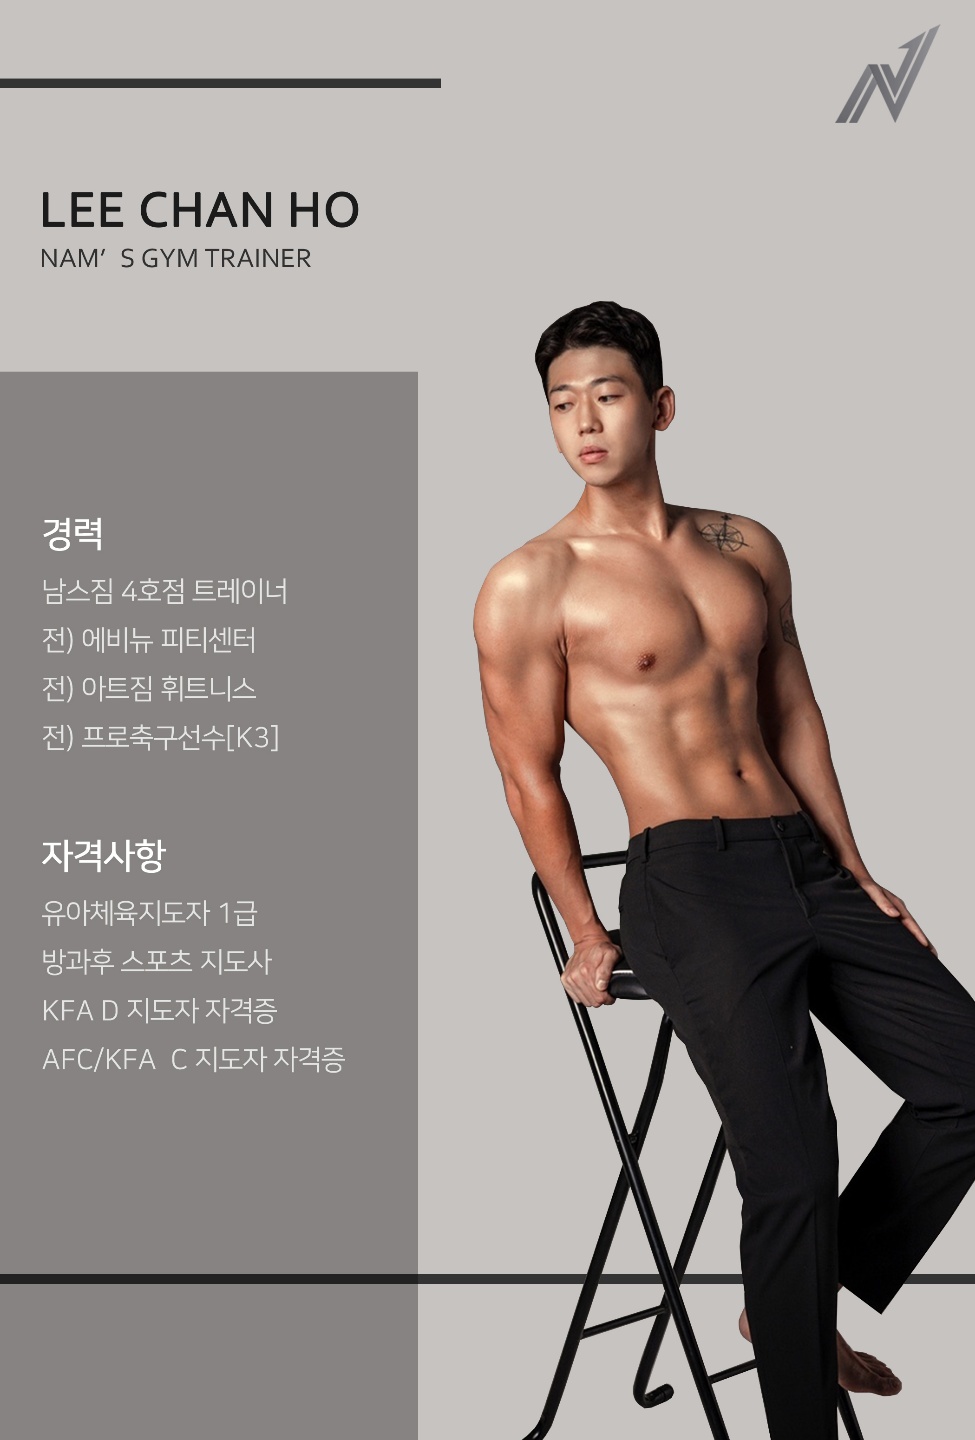 LEE CHAN HO
NAM'S GYM TRAINER
경력
남스짐 4호점 트레이너
전) 에비뉴 피티센터
전) 아트짐 휘트니스
전) 프로축구선수[K3]
자격사항
유아체육지도자 1급
방과후 스포츠 지도사
KFA D 지도자 자격증
AFC/KFA C 지도자 자격증